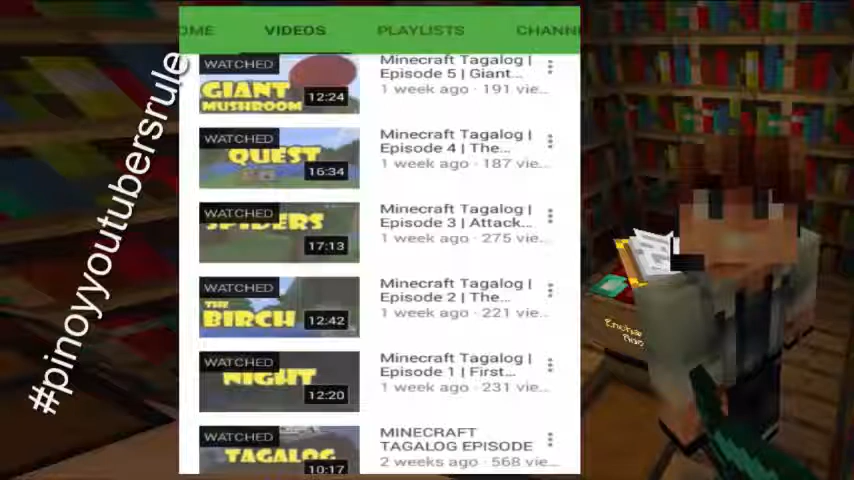 #pinoyyoutubersrule
OME VIDEOS PLAYLISTS CHANN
WATCHED
GIANT
MUSHROOM
12:24
Minecraft Tagalog |
Episode 5 | Giant...
1 week ago · 191 vie...
WATCHED
QUEST
16:34
Minecraft Tagalog |
Episode 4 | The...
1 week ago · 187 vie...
WATCHED
SPIDERS
17:13
Minecraft Tagalog |
Episode 3 | Attack...
1 week ago · 275 vie...
WATCHED
THE
BIRCH
12:42
Minecraft Tagalog |
Episode 2 | The...
1 week ago · 221 vie...
WATCHED
NIGHT
12:20
Minecraft Tagalog |
Episode 1 | First...
1 week ago · 231 vie...
WATCHED
TAGALOG
10:17
MINECRAFT
TAGALOG EPISODE
2 weeks ago · 568 vie...